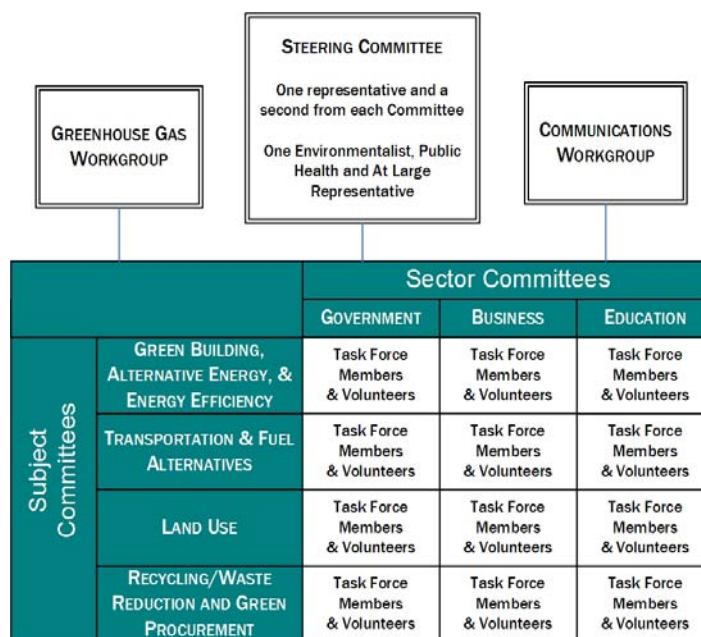 STEERING COMMITTEE
One representative and a
second from each Committee
One Environmentalist, Public
Health and At Large
Representative
GREENHOUSE GAS
WORKGROUP
COMMUNICATIONS
WORKGROUP
Sector Committees
GOVERNMENT
BUSINESS
EDUCATION
Subject
Committees
GREEN BUILDING,
ALTERNATIVE ENERGY, &
ENERGY EFFICIENCY
Task Force
Members
& Volunteers
Task Force
Members
& Volunteers
Task Force
Members
& Volunteers
TRANSPORTATION & FUEL
ALTERNATIVES
Task Force
Members
& Volunteers
Task Force
Members
& Volunteers
Task Force
Members
& Volunteers
LAND USE
Task Force
Members
& Volunteers
Task Force
Members
& Volunteers
Task Force
Members
& Volunteers
RECYCLING/WASTE
REDUCTION AND GREEN
PROCUREMENT
Task Force
Members
& Volunteers
Task Force
Members
& Volunteers
Task Force
Members
& Volunteers